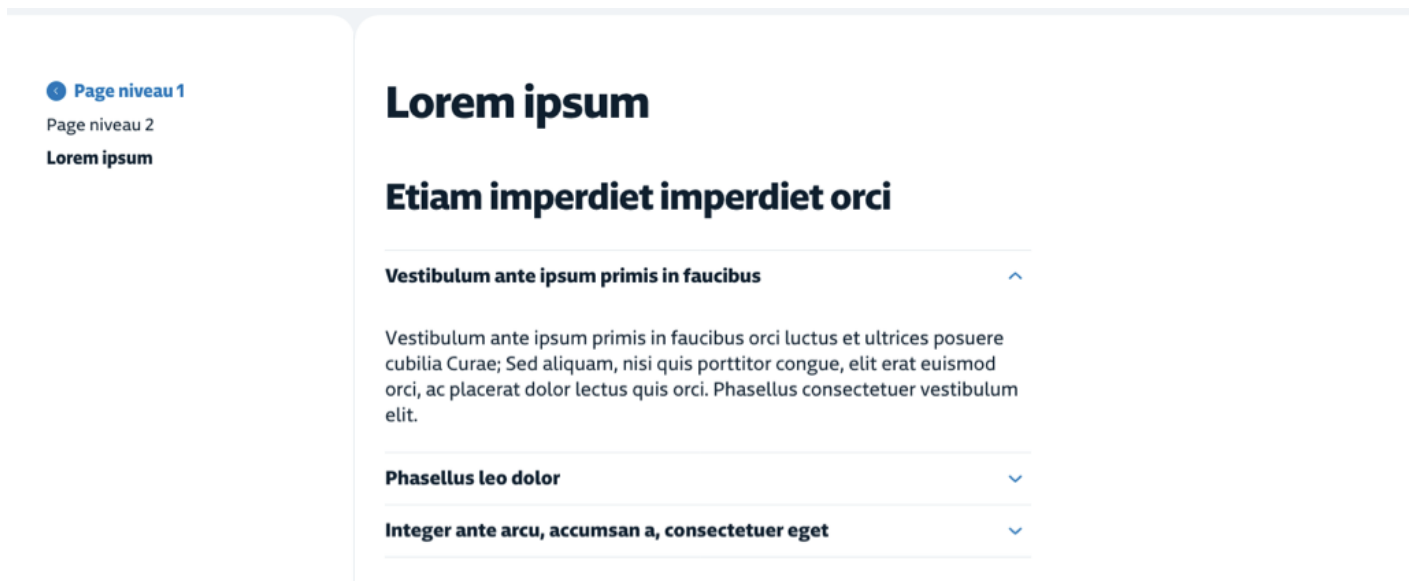 Page niveau 1
Page niveau 2
Lorem ipsum
Lorem ipsum
Etiam imperdiet imperdiet orci
Vestibulum ante ipsum primis in faucibus
Vestibulum ante ipsum primis in faucibus orci luctus et ultrices posuere
cubilia Curae; Sed aliquam, nisi quis porttitor congue, elit erat euismod
orci, ac placerat dolor lectus quis orci. Phasellus consectetuer vestibulum
elit.
Phasellus leo dolor
Integer ante arcu, accumsan a, consectetuer eget